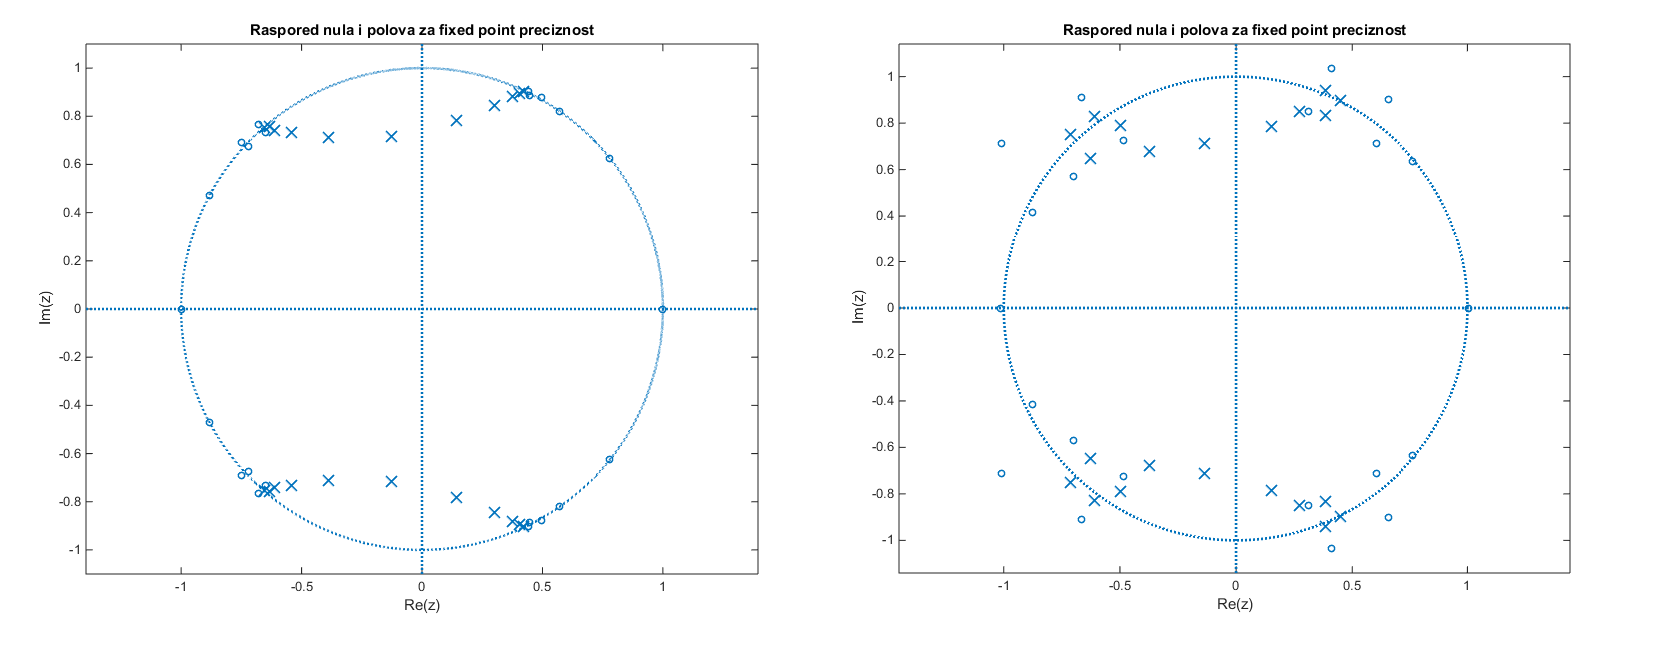 Raspored nula i polova za fixed point preciznost
1
0.8
0.6
0.4
0.2
0
-0.2
-0.4
-0.6
-0.8
-1
Im(z)
-1 -0.5 0 0.5 1
Re(z)
Raspored nula i polova za fixed point preciznost
1
0.8
0.6
0.4
0.2
0
-0.2
-0.4
-0.6
-0.8
-1
Im(z)
-1 -0.5 0 0.5 1
Re(z)